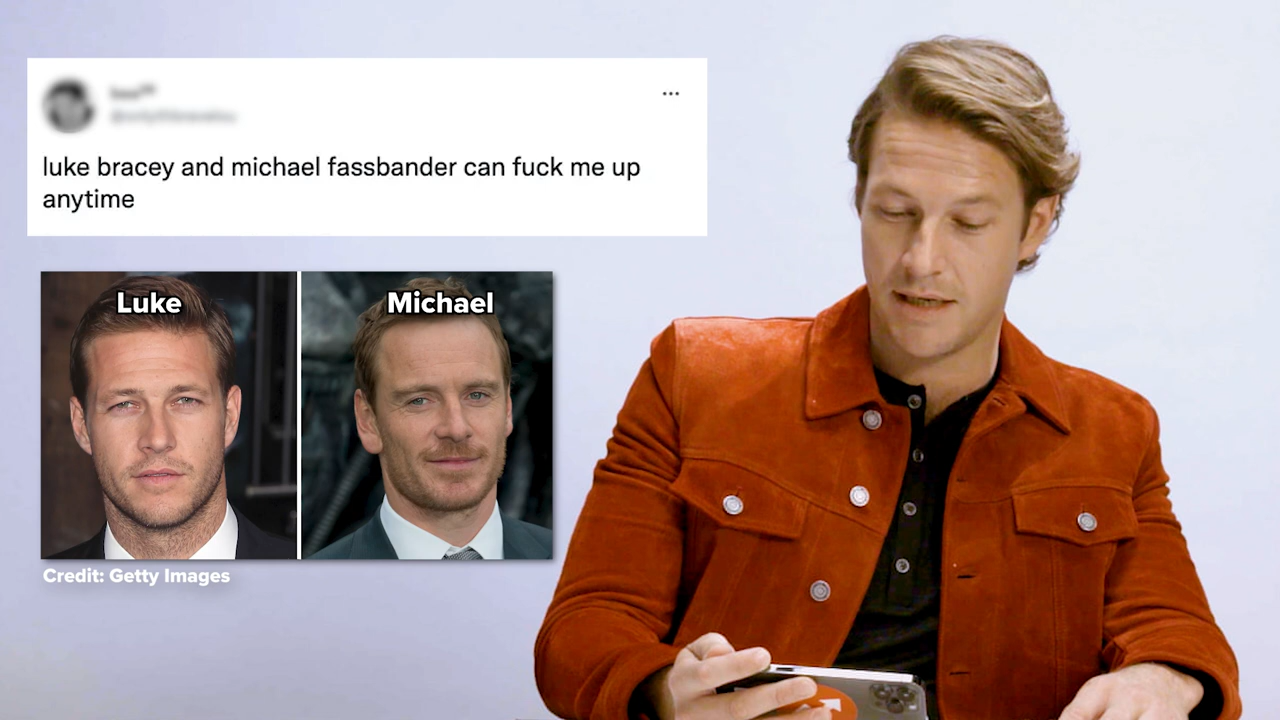 luke bracey and michael fassbander can fuck me up
anytime
Luke
Michael
Credit: Getty Images